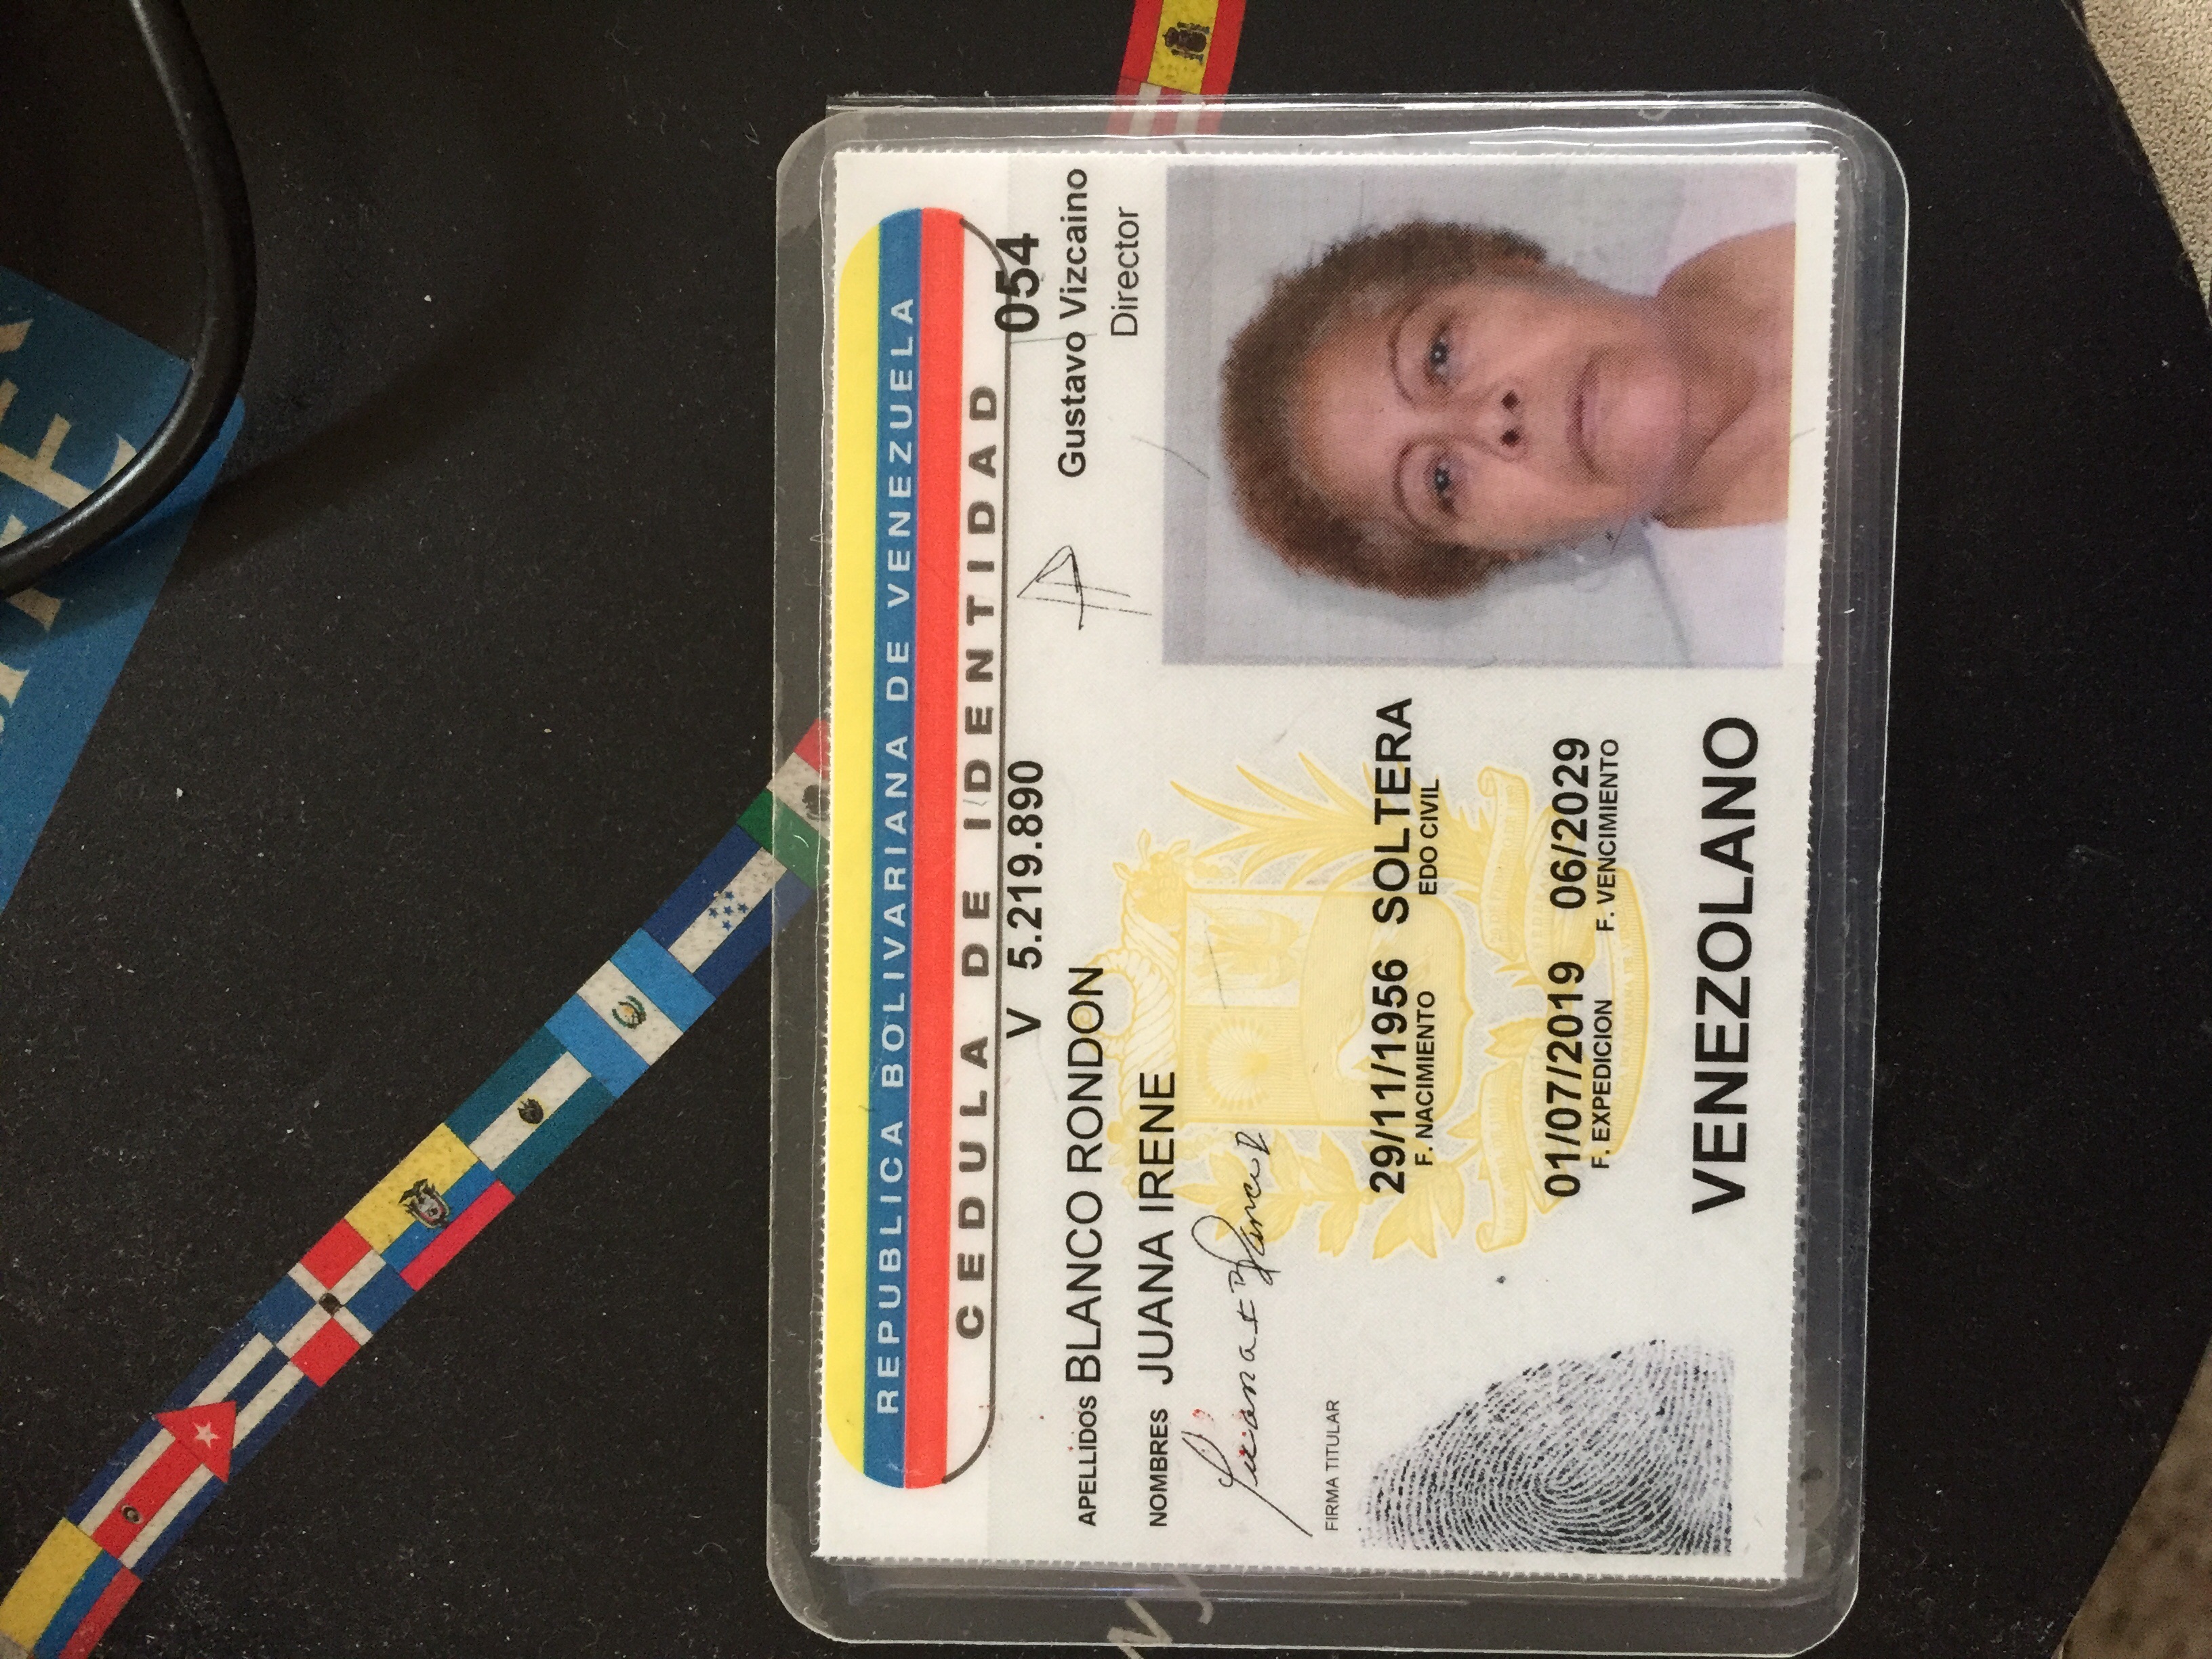 REPUBLICA BOLIVARIANA DE VENEZUELA
CEDULA DE IDENTIDAD
V 5.219.890
054
APELLIDOS BLANCO RONDON
Gustavo Vizcaino
Director
NOMBRES JUANA IRENE
Juana I Blanco R
FIRMA TITULAR
29/11/1956 SOLTERA
F. NACIMIENTO EDO CIVIL
01/07/2019 06/2029
F. EXPEDICION F. VENCIMIENTO
VENEZOLANO